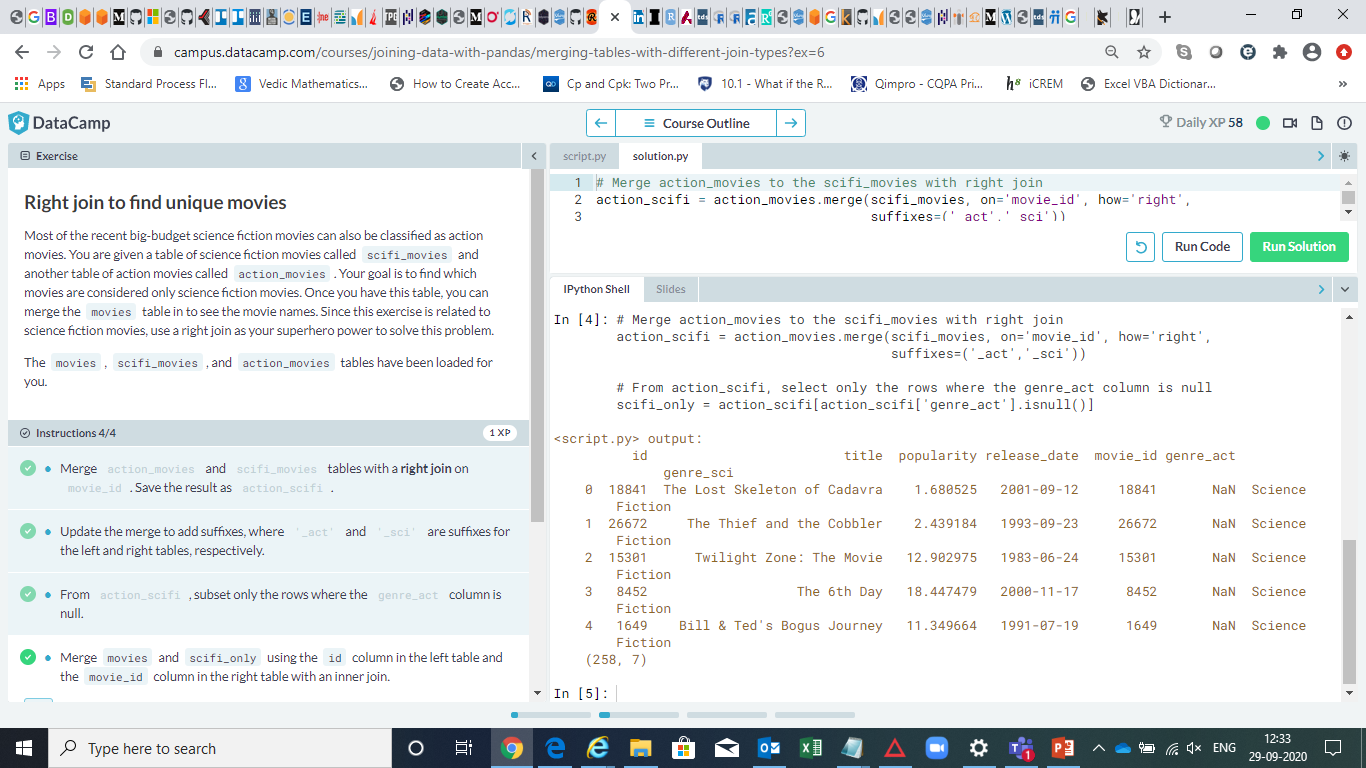 campus.datacamp.com/courses/joining-data-with-pandas/merging-tables-with-different-join-types?ex=6
Apps
Standard Process Fl...
Vedic Mathematics...
How to Create Acc...
Cp and Cpk: Two Pr...
10.1 - What if the R...
Qimpro - CQPA Pri...
iCREM
Excel VBA Dictionar...
DataCamp
Course Outline
Daily XP 58
Exercise
Right join to find unique movies
Most of the recent big-budget science fiction movies can also be classified as action
movies. You are given a table of science fiction movies called scifi_movies and
another table of action movies called action_movies . Your goal is to find which
movies are considered only science fiction movies. Once you have this table, you can
merge the movies table in to see the movie names. Since this exercise is related to
science fiction movies, use a right join as your superhero power to solve this problem.
The movies , scifi_movies , and action_movies tables have been loaded for
you.
Instructions 4/4
1 XP
Merge action_movies and scifi_movies tables with a right join on
movie_id . Save the result as action_scifi .
Update the merge to add suffixes, where '_act' and '_sci' are suffixes for
the left and right tables, respectively.
From action_scifi , subset only the rows where the genre_act column is
null.
Merge movies and scifi_only using the id column in the left table and
the movie_id column in the right table with an inner join.
script.py
solution.py
1 # Merge action_movies to the scifi_movies with right join
2 action_scifi = action_movies.merge(scifi_movies, on='movie_id', how='right',
3 suffixes=('_act','_sci'))
Run Code
Run Solution
IPython Shell
Slides
In [4]: # Merge action_movies to the scifi_movies with right join
action_scifi = action_movies.merge(scifi_movies, on='movie_id', how='right',
suffixes=('_act','_sci'))
# From action_scifi, select only the rows where the genre_act column is null
scifi_only = action_scifi[action_scifi['genre_act'].isnull()]
<script.py> output:
id title popularity release_date movie_id genre_act
genre_sci
0 18841 The Lost Skeleton of Cadavra 1.680525 2001-09-12 18841 NaN Science
Fiction
1 26672 The Thief and the Cobbler 2.439184 1993-09-23 26672 NaN Science
Fiction
2 15301 Twilight Zone: The Movie 12.902975 1983-06-24 15301 NaN Science
Fiction
3 8452 The 6th Day 18.447479 2000-11-17 8452 NaN Science
Fiction
4 1649 Bill & Ted's Bogus Journey 11.349664 1991-07-19 1649 NaN Science
Fiction
(258, 7)
In [5]:
Type here to search
ENG
12:33
29-09-2020